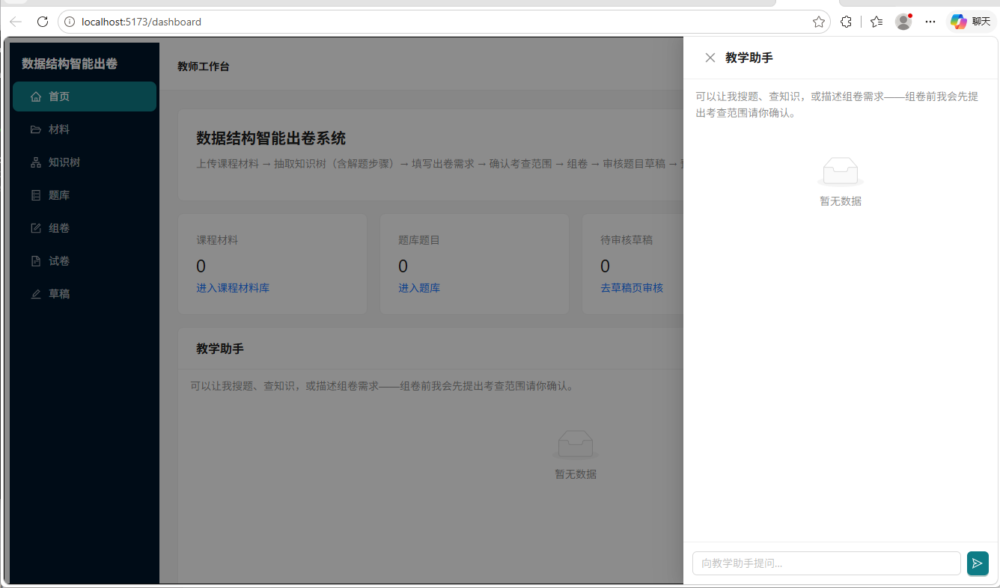 localhost:5173/dashboard
聊天
数据结构智能出卷
首页
材料
知识树
题库
组卷
试卷
草稿
教师工作台
数据结构智能出卷系统
上传课程材料 → 抽取知识树（含解题步骤）→ 填写出卷需求 → 确认考查范围 → 组卷 → 审核题目草稿 →
课程材料
0
进入课程材料库
题库题目
0
进入题库
待审核草稿
0
去草稿页审核
教学助手
可以让我搜题、查知识，或描述组卷需求——组卷前我会先提出考查范围请你确认。
暂无数据
教学助手
可以让我搜题、查知识，或描述组卷需求——组卷前我会先提
出考查范围请你确认。
暂无数据
向教学助手提问...